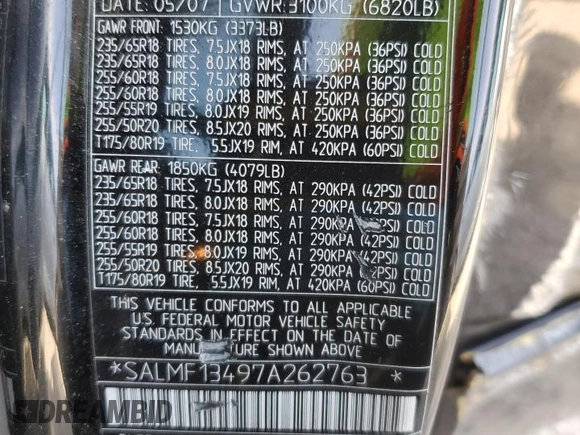 DATE: 05/07 GVWR: 3100KG (6820LB)
GAWR FRONT: 1530KG (3373LB)
235/65R18 TIRES, 7.5JX18 RIMS, AT 250KPA (36PSI) COLD
235/65R18 TIRES, 8.0JX18 RIMS, AT 250KPA (36PSI) COLD
255/60R18 TIRES, 7.5JX18 RIMS, AT 250KPA (36PSI) COLD
255/60R18 TIRES, 8.0JX18 RIMS, AT 250KPA (36PSI) COLD
255/55R19 TIRES, 8.0JX19 RIMS, AT 250KPA (36PSI) COLD
255/50R20 TIRES, 8.5JX20 RIMS, AT 250KPA (36PSI) COLD
T175/80R19 TIRE, 5.5JX19 RIM, AT 420KPA (60PSI) COLD
GAWR REAR: 1850KG (4079LB)
235/65R18 TIRES, 7.5JX18 RIMS, AT 290KPA (42PSI) COLD
235/65R18 TIRES, 8.0JX18 RIMS, AT 290KPA (42PSI) COLD
255/60R18 TIRES, 7.5JX18 RIMS, AT 290KPA (42PSI) COLD
255/60R18 TIRES, 8.0JX18 RIMS, AT 290KPA (42PSI) COLD
255/55R19 TIRES, 8.0JX19 RIMS, AT 290KPA (42PSI) COLD
255/50R20 TIRES, 8.5JX20 RIMS, AT 290KPA (42PSI) COLD
T175/80R19 TIRE, 5.5JX19 RIM, AT 420KPA (60PSI) COLD
THIS VEHICLE CONFORMS TO ALL APPLICABLE
U.S. FEDERAL MOTOR VEHICLE SAFETY
STANDARDS IN EFFECT ON THE DATE
OF MANUFACTURE SHOWN ABOVE
*SALMF13497A262763 *
DREAMBID.COM